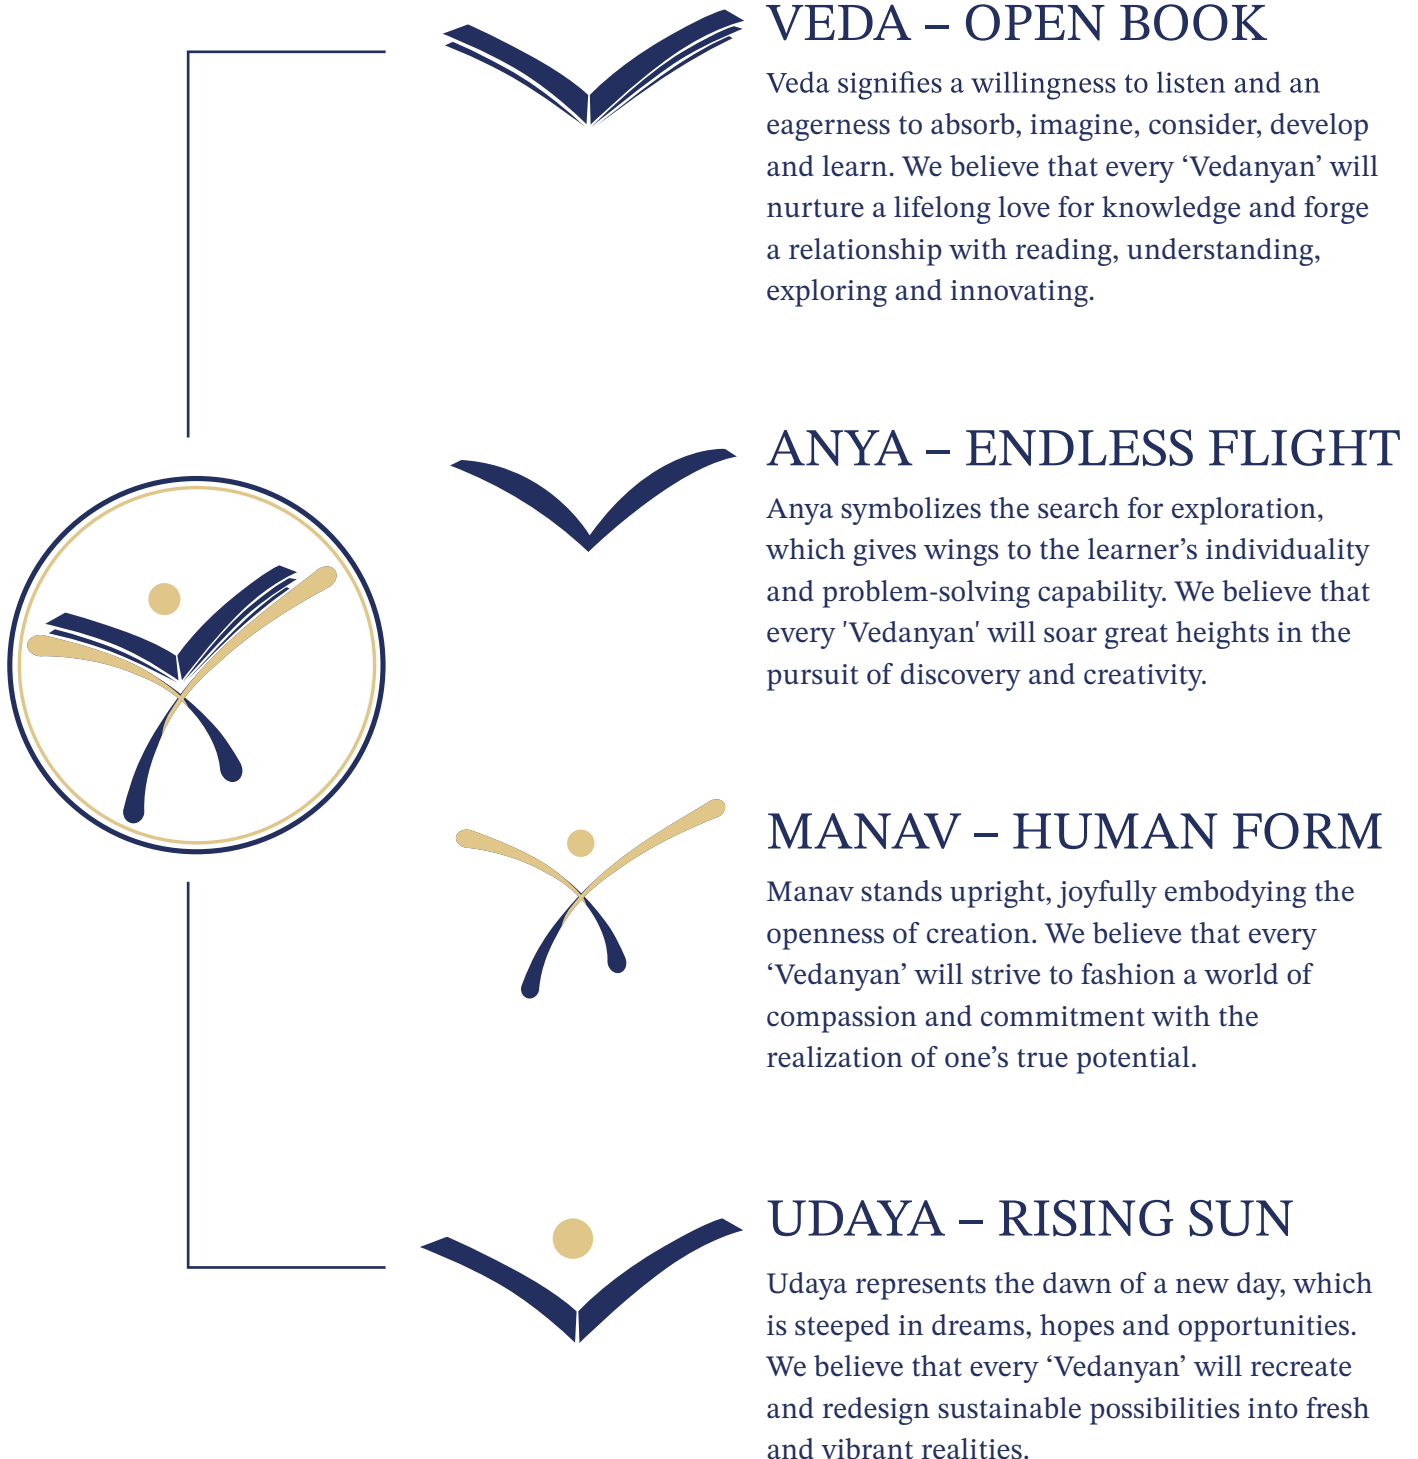 VEDA – OPEN BOOK
Veda signifies a willingness to listen and an
eagerness to absorb, imagine, consider, develop
and learn. We believe that every ‘Vedanyan’ will
nurture a lifelong love for knowledge and forge
a relationship with reading, understanding,
exploring and innovating.
ANYA – ENDLESS FLIGHT
Anya symbolizes the search for exploration,
which gives wings to the learner’s individuality
and problem-solving capability. We believe that
every 'Vedanyan' will soar great heights in the
pursuit of discovery and creativity.
MANAV – HUMAN FORM
Manav stands upright, joyfully embodying the
openness of creation. We believe that every
‘Vedanyan’ will strive to fashion a world of
compassion and commitment with the
realization of one’s true potential.
UDAYA – RISING SUN
Udaya represents the dawn of a new day, which
is steeped in dreams, hopes and opportunities.
We believe that every ‘Vedanyan’ will recreate
and redesign sustainable possibilities into fresh
and vibrant realities.